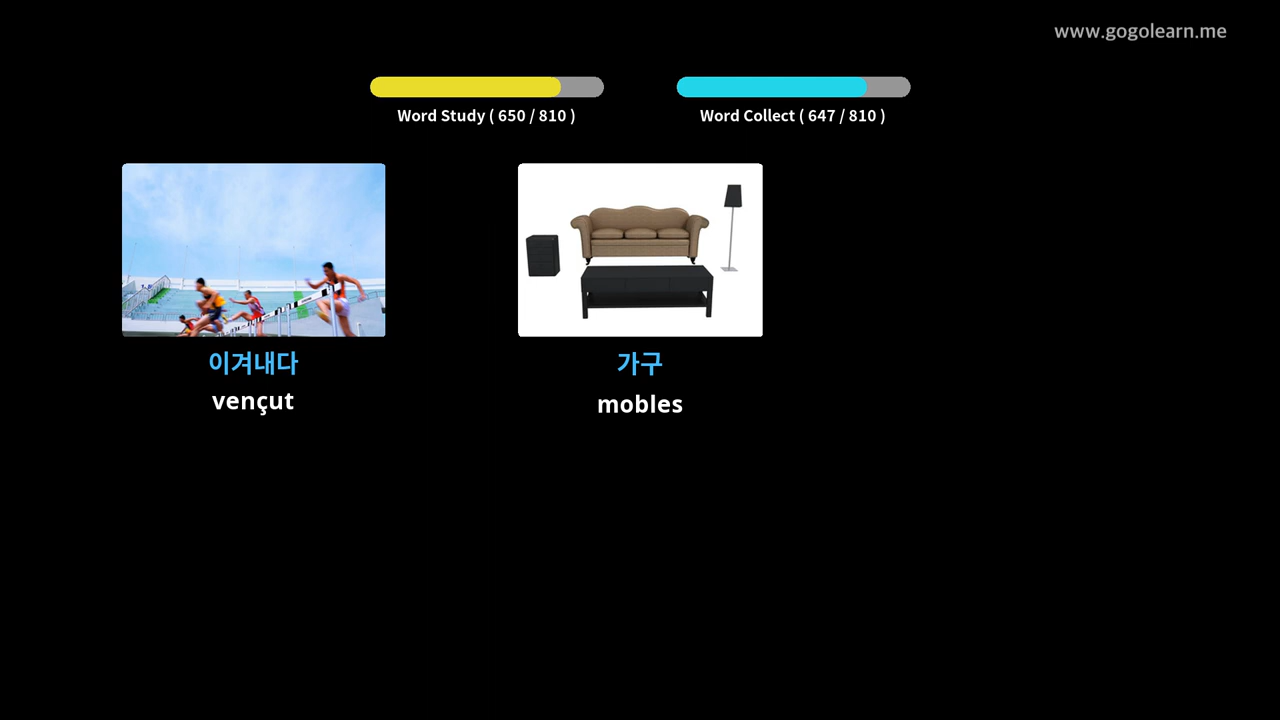 www.gogolearn.me
Word Study ( 650 / 810 )
Word Collect ( 647 / 810 )
이겨내다
vençut
가구
mobles